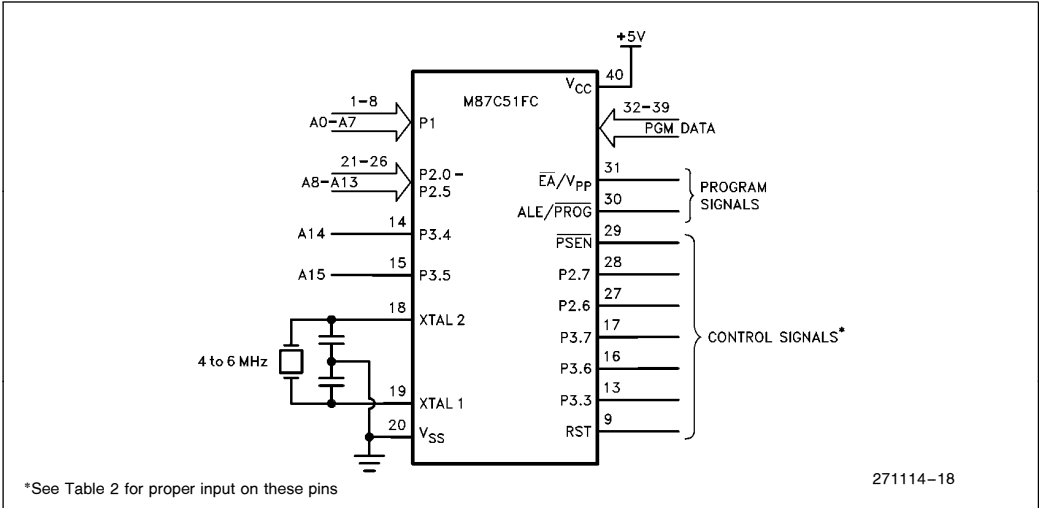 +5V
M87C51FC
VCC 40
1–8
A0–A7
P1
32–39
PGM DATA
21–26
A8–A13
P2.0–
P2.5
E̅A̅/VPP 31
ALE/P̅R̅O̅G̅ 30
PROGRAM
SIGNALS
A14 14 P3.4
P̅S̅E̅N̅ 29
A15 15 P3.5
P2.7 28
P2.6 27
18 XTAL 2
P3.7 17
CONTROL SIGNALS*
4 to 6 MHz
P3.6 16
19 XTAL 1
P3.3 13
20 VSS
RST 9
*See Table 2 for proper input on these pins
271114–18